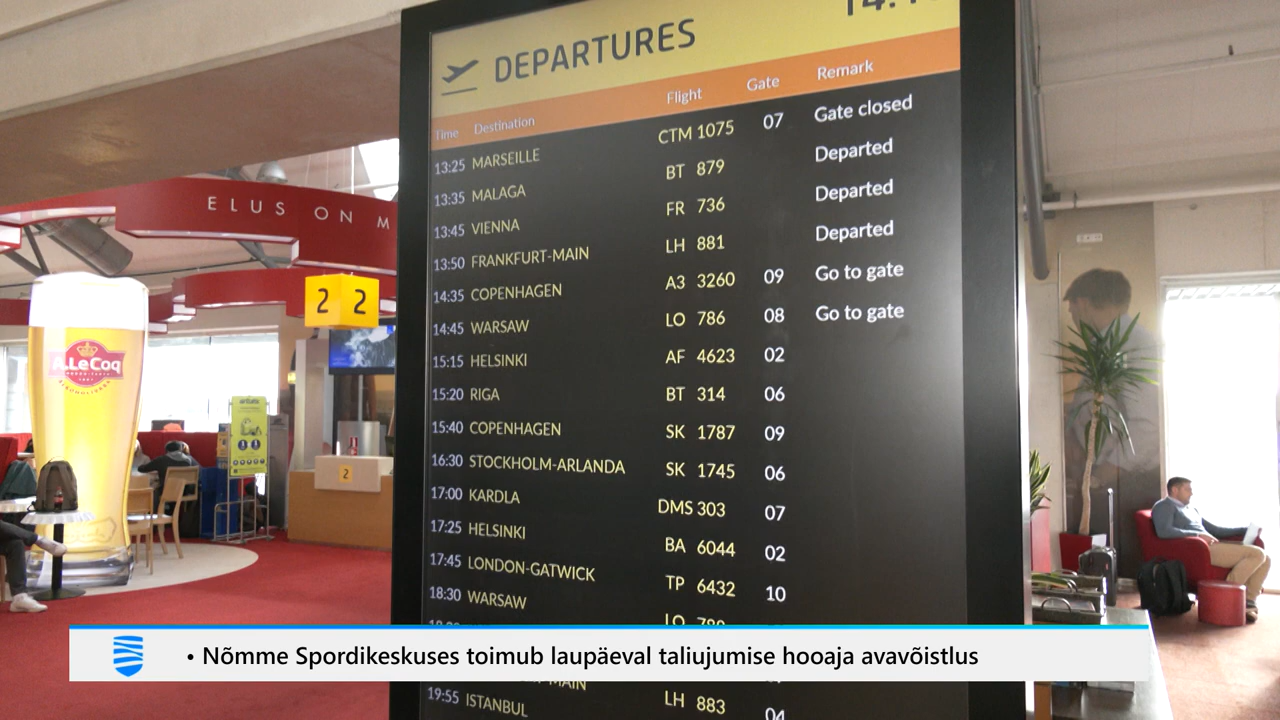 DEPARTURES
Time Destination Flight Gate Remark
13:25 MARSEILLE CTM 1075 07 Gate closed
13:35 MALAGA BT 879 Departed
13:45 VIENNA FR 736 Departed
13:50 FRANKFURT-MAIN LH 881 Departed
14:35 COPENHAGEN A3 3260 09 Go to gate
14:45 WARSAW LO 786 08 Go to gate
15:15 HELSINKI AF 4623 02
15:20 RIGA BT 314 06
15:40 COPENHAGEN SK 1787 09
16:30 STOCKHOLM-ARLANDA SK 1745 06
17:00 KARDLA DMS 303 07
17:25 HELSINKI BA 6044 02
17:45 LONDON-GATWICK TP 6432 10
18:30 WARSAW LO
MAIN LH 883
19:55 ISTANBUL 04
ELUS ON M
2 2
A.LeCoq
2
• Nõmme Spordikeskuses toimub laupäeval taliujumise hooaja avavõistlus